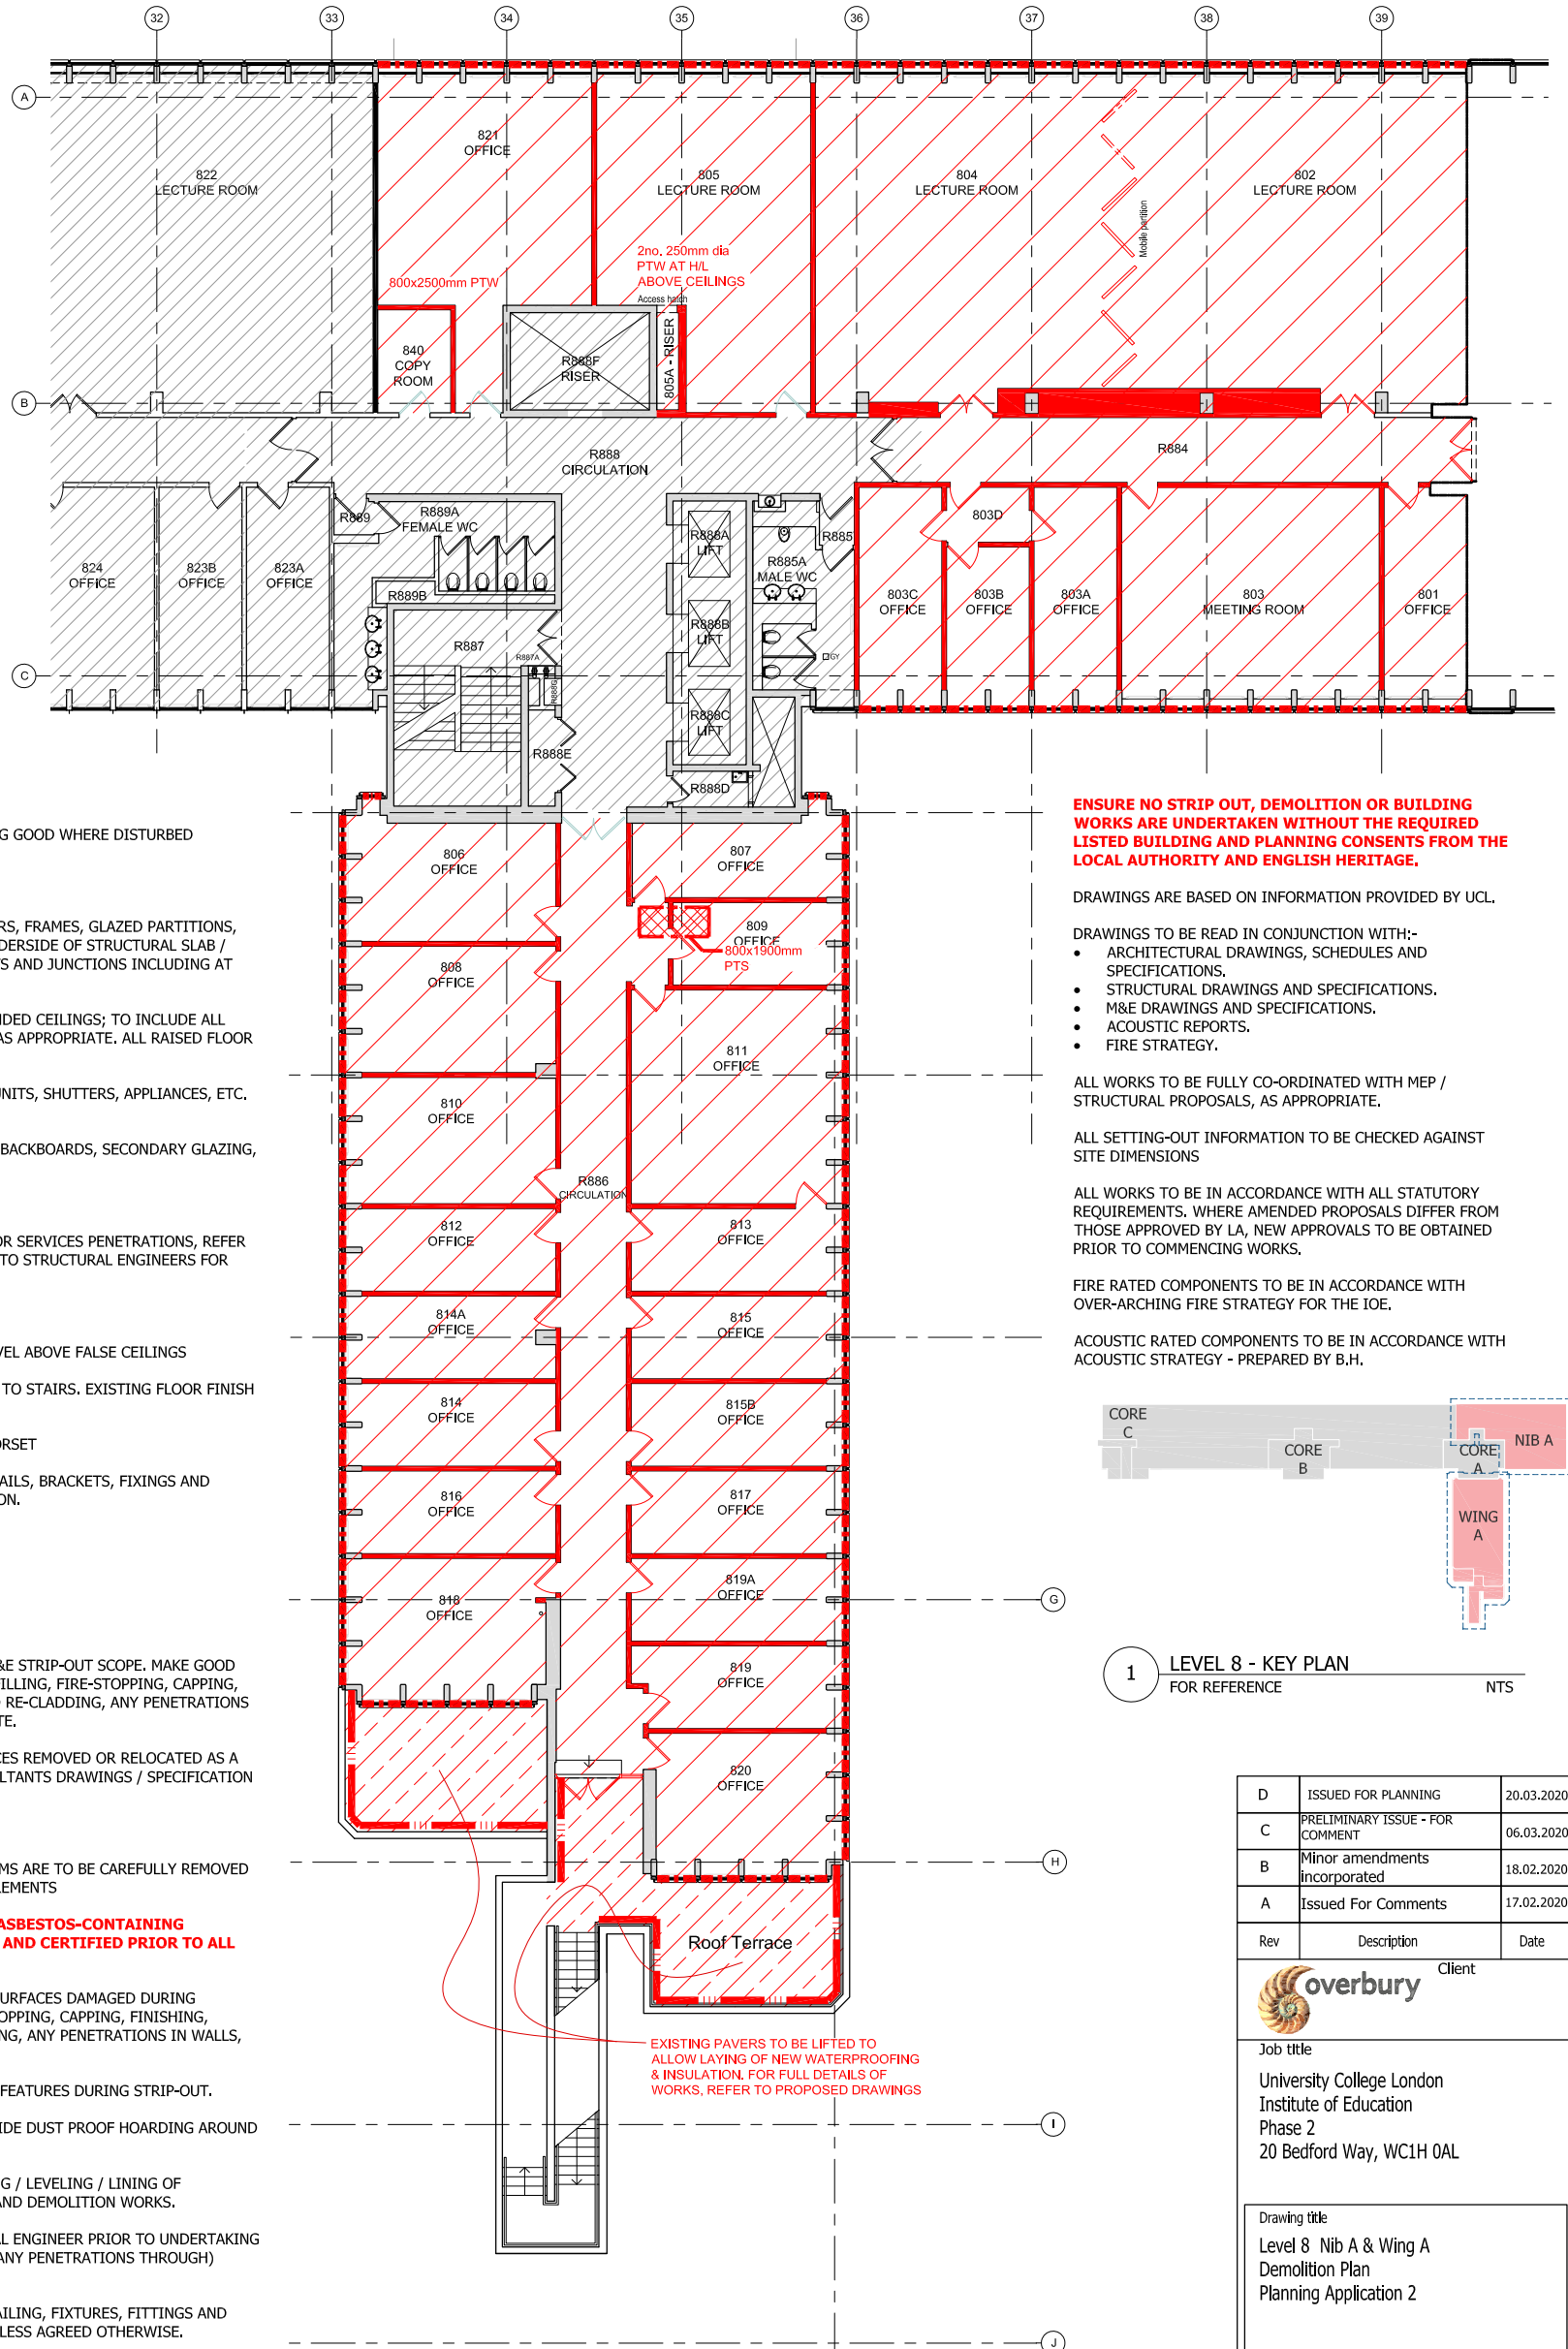 32
33
34
35
36
37
38
39
A
B
C
822
LECTURE ROOM
821
OFFICE
805
LECTURE ROOM
804
LECTURE ROOM
802
LECTURE ROOM
Mobile partition
800x2500mm PTW
2no. 250mm dia
PTW AT H/L
ABOVE CEILINGS
Access hatch
840
COPY
ROOM
R888F
RISER
805A - RISER
R888
CIRCULATION
R884
R889
R889A
FEMALE WC
R889B
R887
R887A
R888G
R888E
R888A
LIFT
R888B
LIFT
R888C
LIFT
R888D
R885
R885A
MALE WC
GY
824
OFFICE
823B
OFFICE
823A
OFFICE
803D
803C
OFFICE
803B
OFFICE
803A
OFFICE
803
MEETING ROOM
801
OFFICE
806
OFFICE
807
OFFICE
808
OFFICE
809
OFFICE
800x1900mm
PTS
810
OFFICE
811
OFFICE
R886
CIRCULATION
812
OFFICE
813
OFFICE
814A
OFFICE
815
OFFICE
814
OFFICE
815B
OFFICE
816
OFFICE
817
OFFICE
818
OFFICE
819A
OFFICE
819
OFFICE
820
OFFICE
Roof Terrace
EXISTING PAVERS TO BE LIFTED TO
ALLOW LAYING OF NEW WATERPROOFING
& INSULATION. FOR FULL DETAILS OF
WORKS, REFER TO PROPOSED DRAWINGS
G
H
I
J
G GOOD WHERE DISTURBED
RS, FRAMES, GLAZED PARTITIONS,
DERSIDE OF STRUCTURAL SLAB /
S AND JUNCTIONS INCLUDING AT
NDED CEILINGS; TO INCLUDE ALL
AS APPROPRIATE. ALL RAISED FLOOR
UNITS, SHUTTERS, APPLIANCES, ETC.
BACKBOARDS, SECONDARY GLAZING,
OR SERVICES PENETRATIONS, REFER
TO STRUCTURAL ENGINEERS FOR
VEL ABOVE FALSE CEILINGS
TO STAIRS. EXISTING FLOOR FINISH
ORSET
AILS, BRACKETS, FIXINGS AND
ON.
&E STRIP-OUT SCOPE. MAKE GOOD
ILLING, FIRE-STOPPING, CAPPING,
RE-CLADDING, ANY PENETRATIONS
TE.
CES REMOVED OR RELOCATED AS A
LTANTS DRAWINGS / SPECIFICATION
MS ARE TO BE CAREFULLY REMOVED
LEMENTS
ASBESTOS-CONTAINING
AND CERTIFIED PRIOR TO ALL
URFACES DAMAGED DURING
OPPING, CAPPING, FINISHING,
NG, ANY PENETRATIONS IN WALLS,
FEATURES DURING STRIP-OUT.
IDE DUST PROOF HOARDING AROUND
G / LEVELING / LINING OF
AND DEMOLITION WORKS.
AL ENGINEER PRIOR TO UNDERTAKING
ANY PENETRATIONS THROUGH)
AILING, FIXTURES, FITTINGS AND
LESS AGREED OTHERWISE.
ENSURE NO STRIP OUT, DEMOLITION OR BUILDING
WORKS ARE UNDERTAKEN WITHOUT THE REQUIRED
LISTED BUILDING AND PLANNING CONSENTS FROM THE
LOCAL AUTHORITY AND ENGLISH HERITAGE.
DRAWINGS ARE BASED ON INFORMATION PROVIDED BY UCL.
DRAWINGS TO BE READ IN CONJUNCTION WITH:-
• ARCHITECTURAL DRAWINGS, SCHEDULES AND
SPECIFICATIONS.
• STRUCTURAL DRAWINGS AND SPECIFICATIONS.
• M&E DRAWINGS AND SPECIFICATIONS.
• ACOUSTIC REPORTS.
• FIRE STRATEGY.
ALL WORKS TO BE FULLY CO-ORDINATED WITH MEP /
STRUCTURAL PROPOSALS, AS APPROPRIATE.
ALL SETTING-OUT INFORMATION TO BE CHECKED AGAINST
SITE DIMENSIONS
ALL WORKS TO BE IN ACCORDANCE WITH ALL STATUTORY
REQUIREMENTS. WHERE AMENDED PROPOSALS DIFFER FROM
THOSE APPROVED BY LA, NEW APPROVALS TO BE OBTAINED
PRIOR TO COMMENCING WORKS.
FIRE RATED COMPONENTS TO BE IN ACCORDANCE WITH
OVER-ARCHING FIRE STRATEGY FOR THE IOE.
ACOUSTIC RATED COMPONENTS TO BE IN ACCORDANCE WITH
ACOUSTIC STRATEGY - PREPARED BY B.H.
CORE
C
CORE
B
CORE
A
NIB A
WING
A
1
LEVEL 8 - KEY PLAN
FOR REFERENCE NTS
D ISSUED FOR PLANNING 20.03.2020
C PRELIMINARY ISSUE - FOR
COMMENT 06.03.2020
B Minor amendments
incorporated 18.02.2020
A Issued For Comments 17.02.2020
Rev Description Date
Client
overbury
Job title
University College London
Institute of Education
Phase 2
20 Bedford Way, WC1H 0AL
Drawing title
Level 8 Nib A & Wing A
Demolition Plan
Planning Application 2